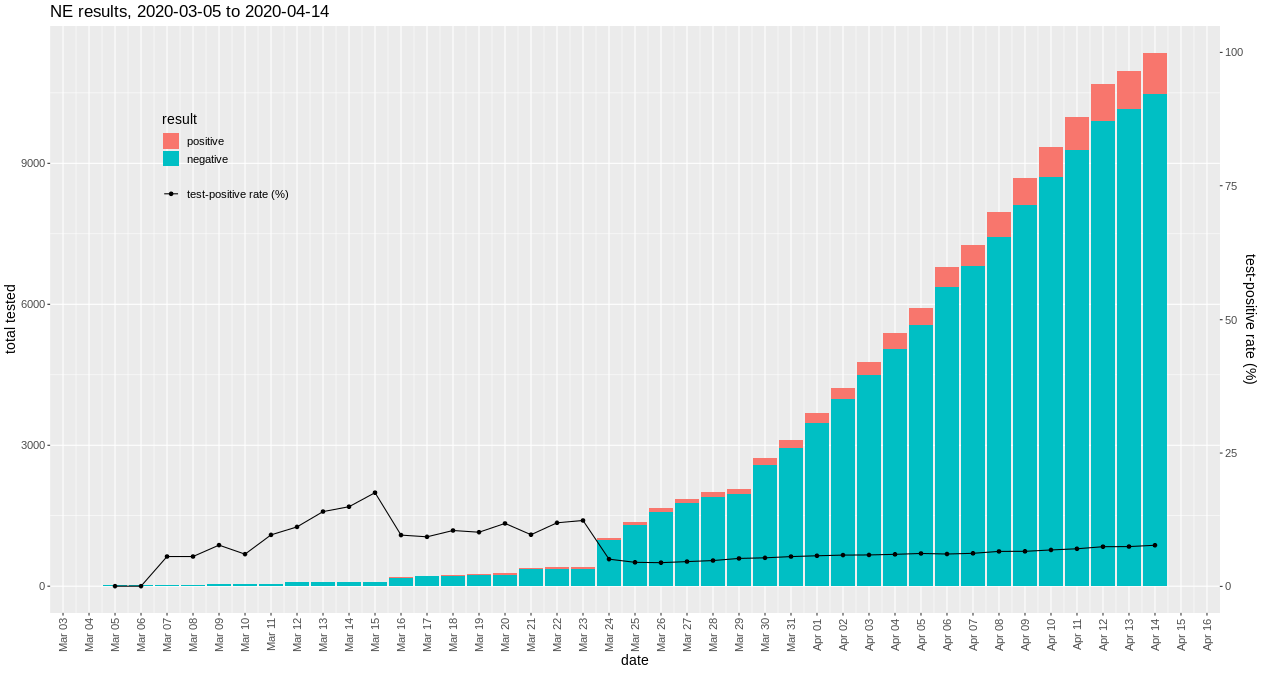 NE results, 2020-03-05 to 2020-04-14
result
positive
negative
test-positive rate (%)
total tested
9000
6000
3000
0
100
75
50
25
0
test-positive rate (%)
Mar 03
Mar 04
Mar 05
Mar 06
Mar 07
Mar 08
Mar 09
Mar 10
Mar 11
Mar 12
Mar 13
Mar 14
Mar 15
Mar 16
Mar 17
Mar 18
Mar 19
Mar 20
Mar 21
Mar 22
Mar 23
Mar 24
Mar 25
Mar 26
Mar 27
Mar 28
Mar 29
Mar 30
Mar 31
Apr 01
Apr 02
Apr 03
Apr 04
Apr 05
Apr 06
Apr 07
Apr 08
Apr 09
Apr 10
Apr 11
Apr 12
Apr 13
Apr 14
Apr 15
Apr 16
date